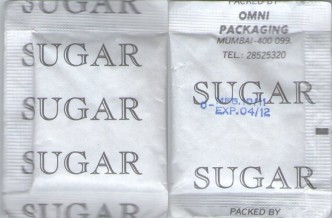 SUGAR
SUGAR
SUGAR
SUGAR
PACKED BY
OMNI
PACKAGING
MUMBAI-400 099.
TEL.: 28525320
SUGAR
EXP.04/12
SUGAR
PACKED BY